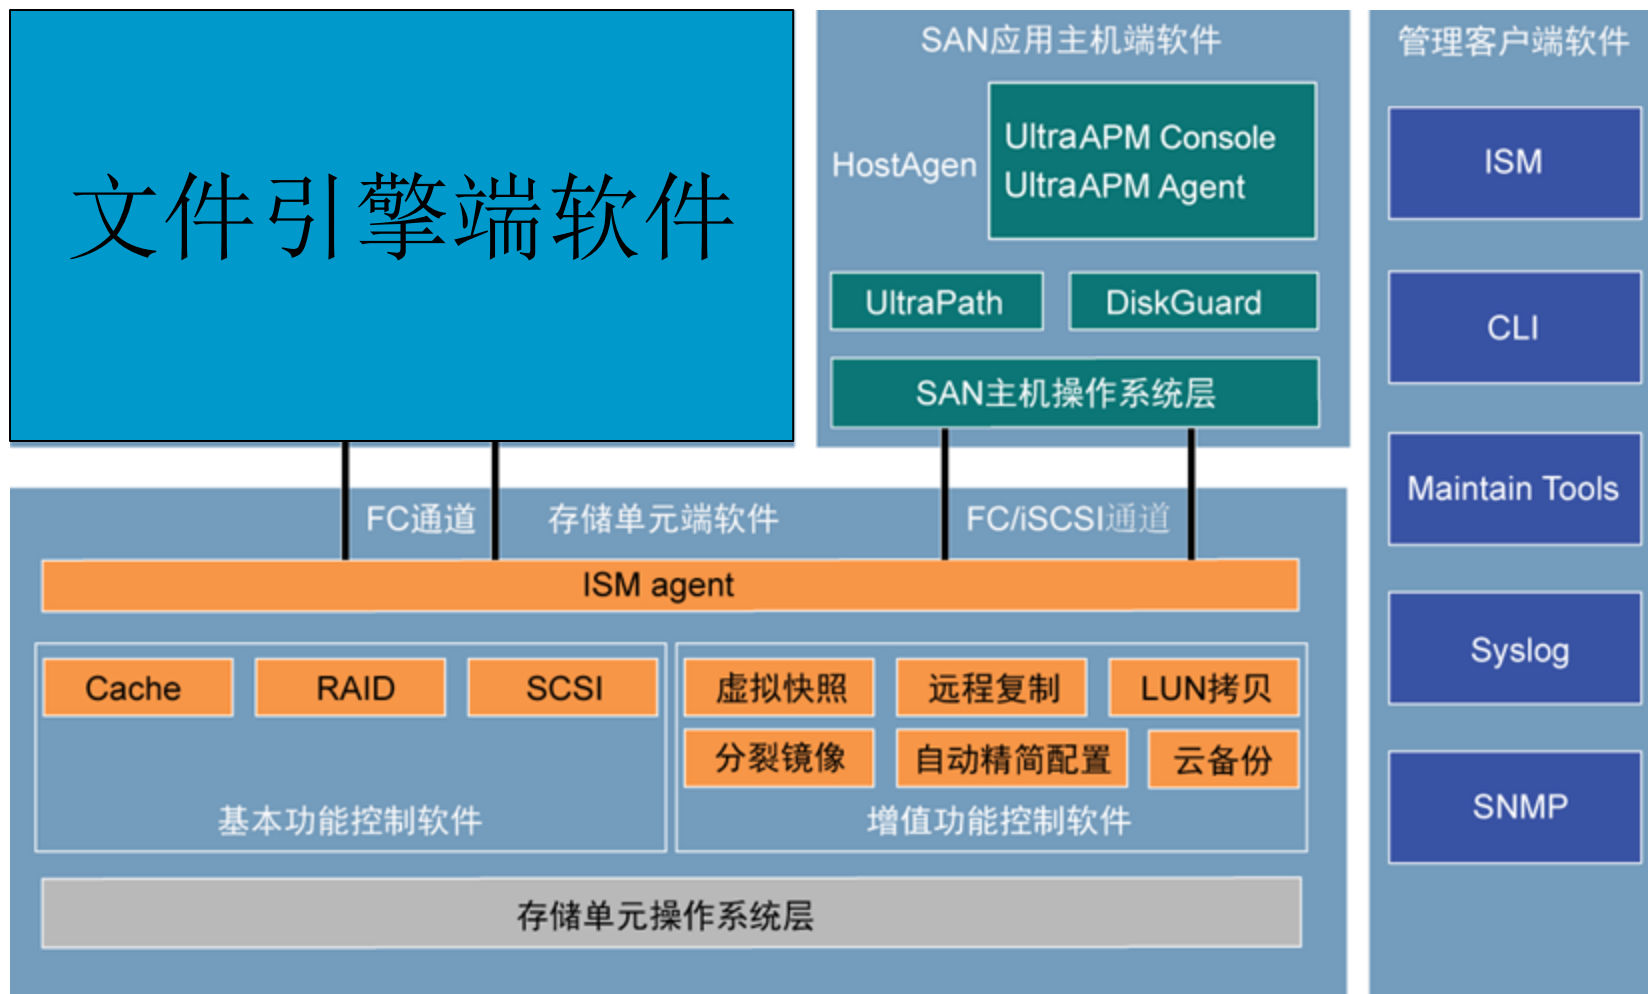 文件引擎端软件
SAN应用主机端软件
HostAgen
UltraAPM Console
UltraAPM Agent
UltraPath
DiskGuard
SAN主机操作系统层
管理客户端软件
ISM
CLI
Maintain Tools
Syslog
SNMP
FC通道
存储单元端软件
FC/iSCSI通道
ISM agent
Cache
RAID
SCSI
基本功能控制软件
虚拟快照
远程复制
LUN拷贝
分裂镜像
自动精简配置
云备份
增值功能控制软件
存储单元操作系统层